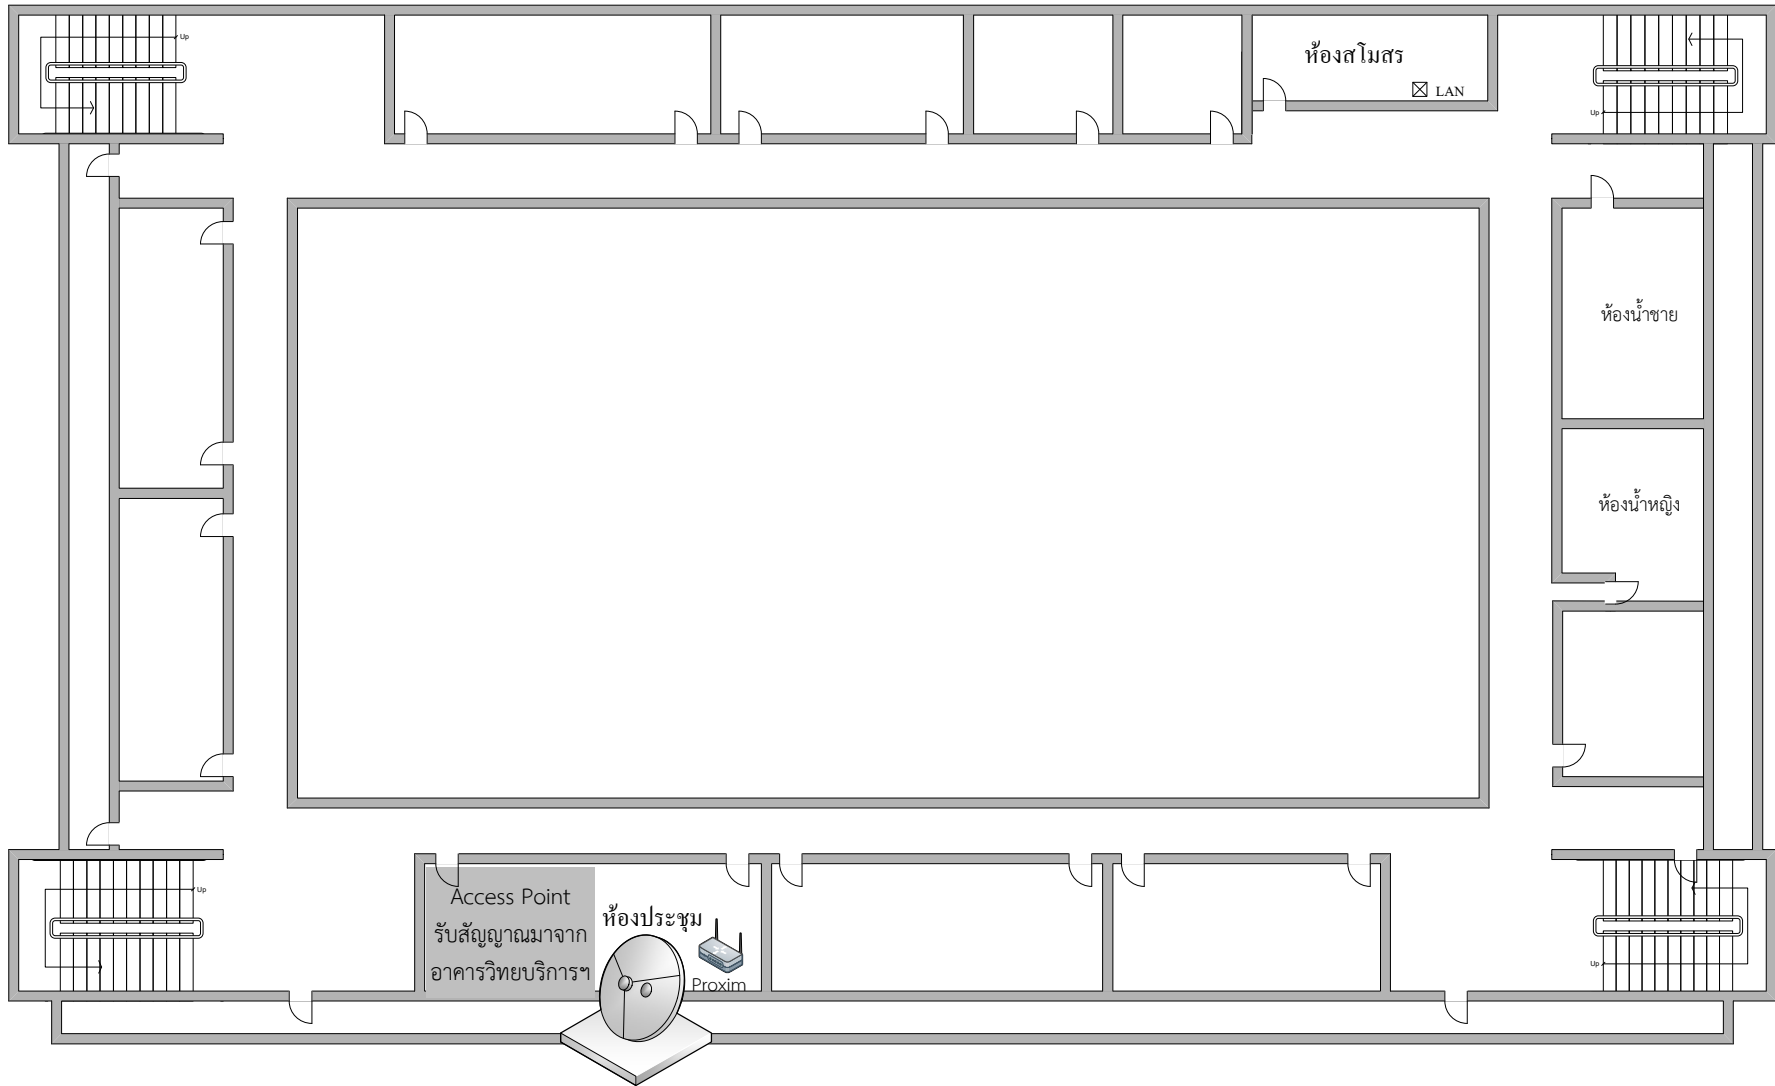 Up
ห้องสโมสร
LAN
Up
ห้องน้ำชาย
ห้องน้ำหญิง
Up
Access Point
รับสัญญาณมาจาก
อาคารวิทยบริการฯ
ห้องประชุม
Proxim
Up